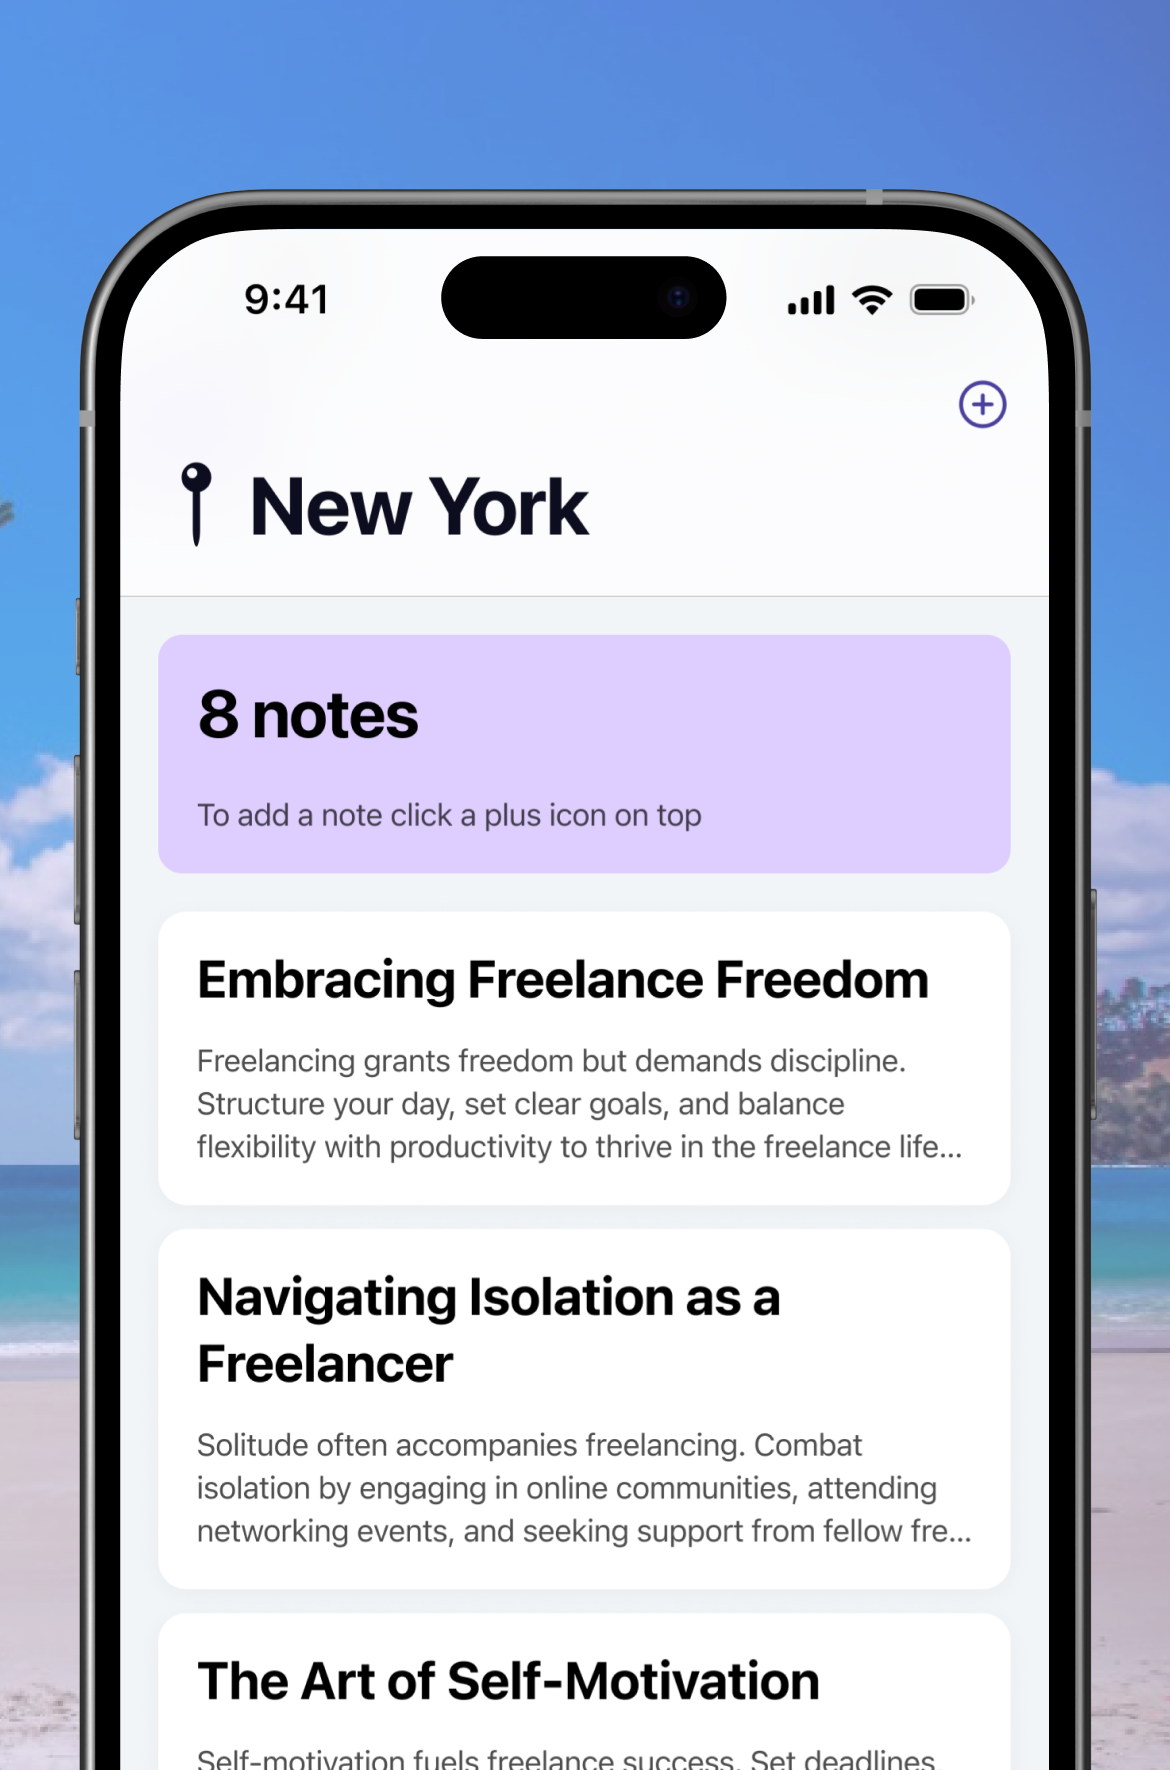 9:41
New York
8 notes
To add a note click a plus icon on top
Embracing Freelance Freedom
Freelancing grants freedom but demands discipline.
Structure your day, set clear goals, and balance
flexibility with productivity to thrive in the freelance life...
Navigating Isolation as a
Freelancer
Solitude often accompanies freelancing. Combat
isolation by engaging in online communities, attending
networking events, and seeking support from fellow fre...
The Art of Self-Motivation
Self-motivation fuels freelance success. Set deadlines,